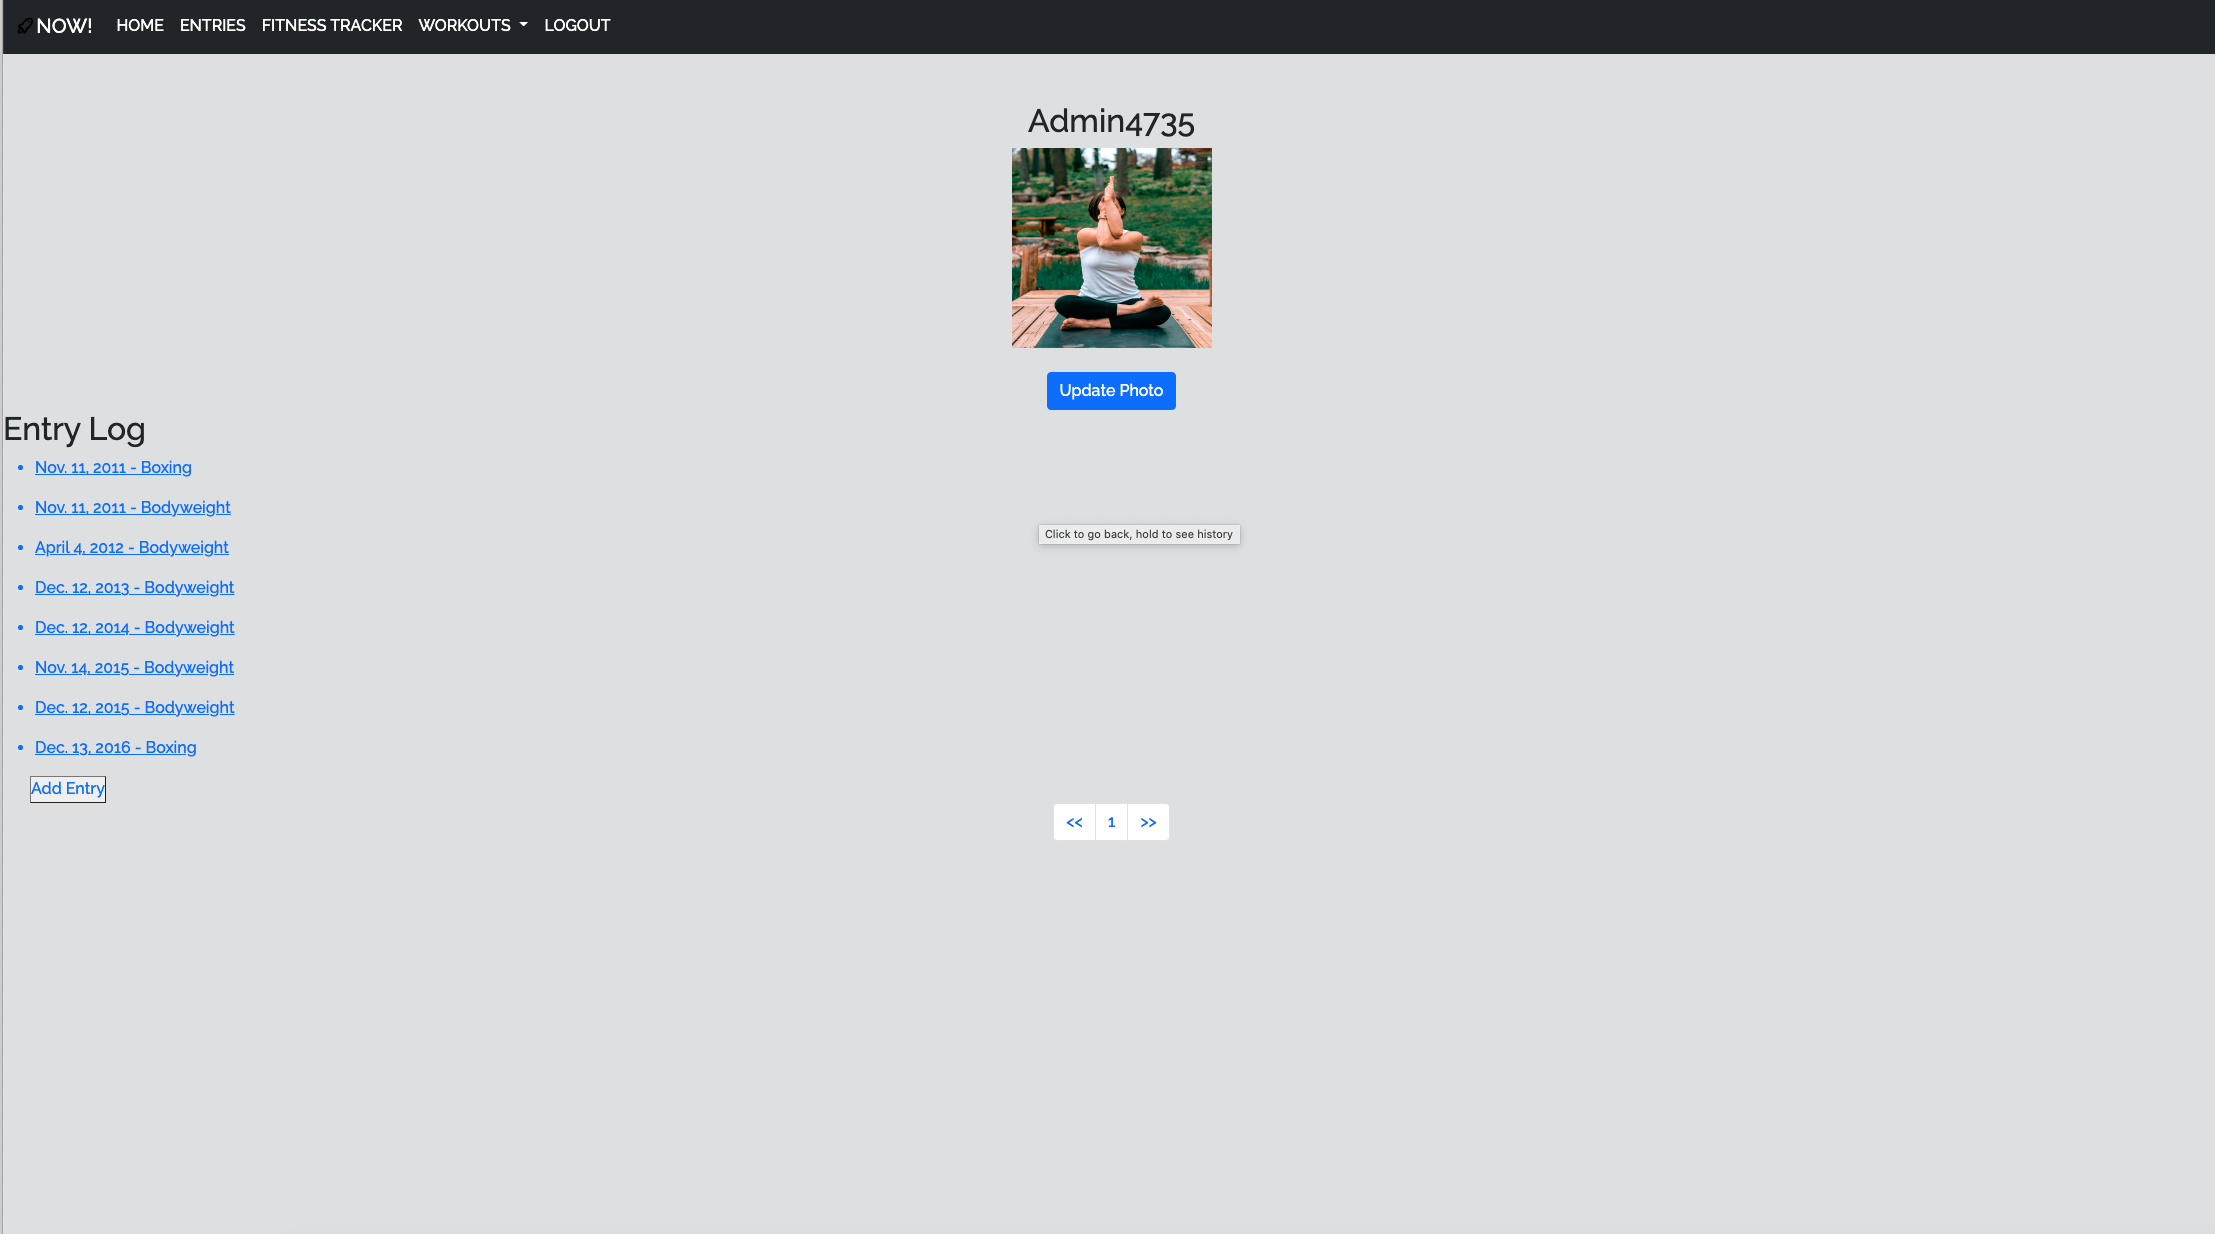 NOW! HOME ENTRIES FITNESS TRACKER WORKOUTS LOGOUT
Admin4735
Update Photo
Entry Log
Nov. 11, 2011 - Boxing
Nov. 11, 2011 - Bodyweight
Click to go back, hold to see history
April 4, 2012 - Bodyweight
Dec. 12, 2013 - Bodyweight
Dec. 12, 2014 - Bodyweight
Nov. 14, 2015 - Bodyweight
Dec. 12, 2015 - Bodyweight
Dec. 13, 2016 - Boxing
Add Entry
<< 1 >>